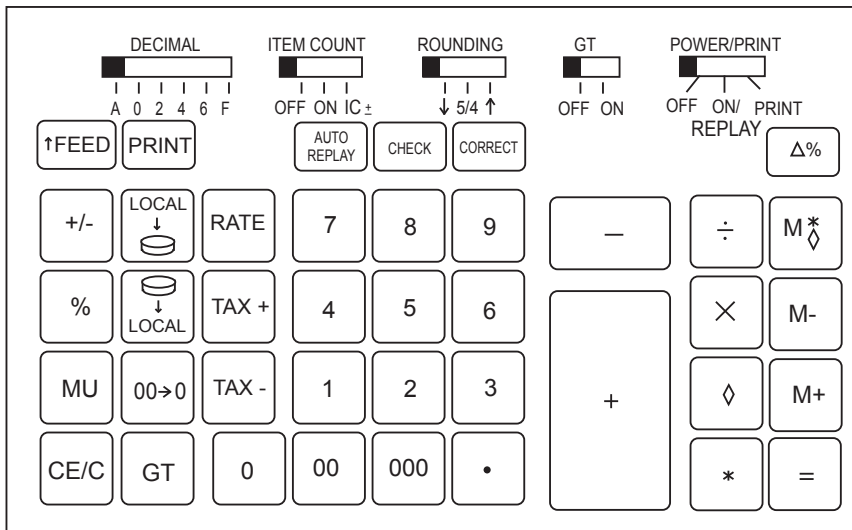 DECIMAL ITEM COUNT ROUNDING GT POWER/PRINT
A 0 2 4 6 F OFF ON IC ± ↓ 5/4 ↑ OFF ON OFF ON/ PRINT
REPLAY
↑FEED PRINT AUTO REPLAY CHECK CORRECT Δ%
+/- LOCAL ↓ RATE 7 8 9 — ÷ M*◊
% ↓ LOCAL TAX + 4 5 6 × M-
MU 00→0 TAX - 1 2 3 + ◊ M+
CE/C GT 0 00 000 • * =